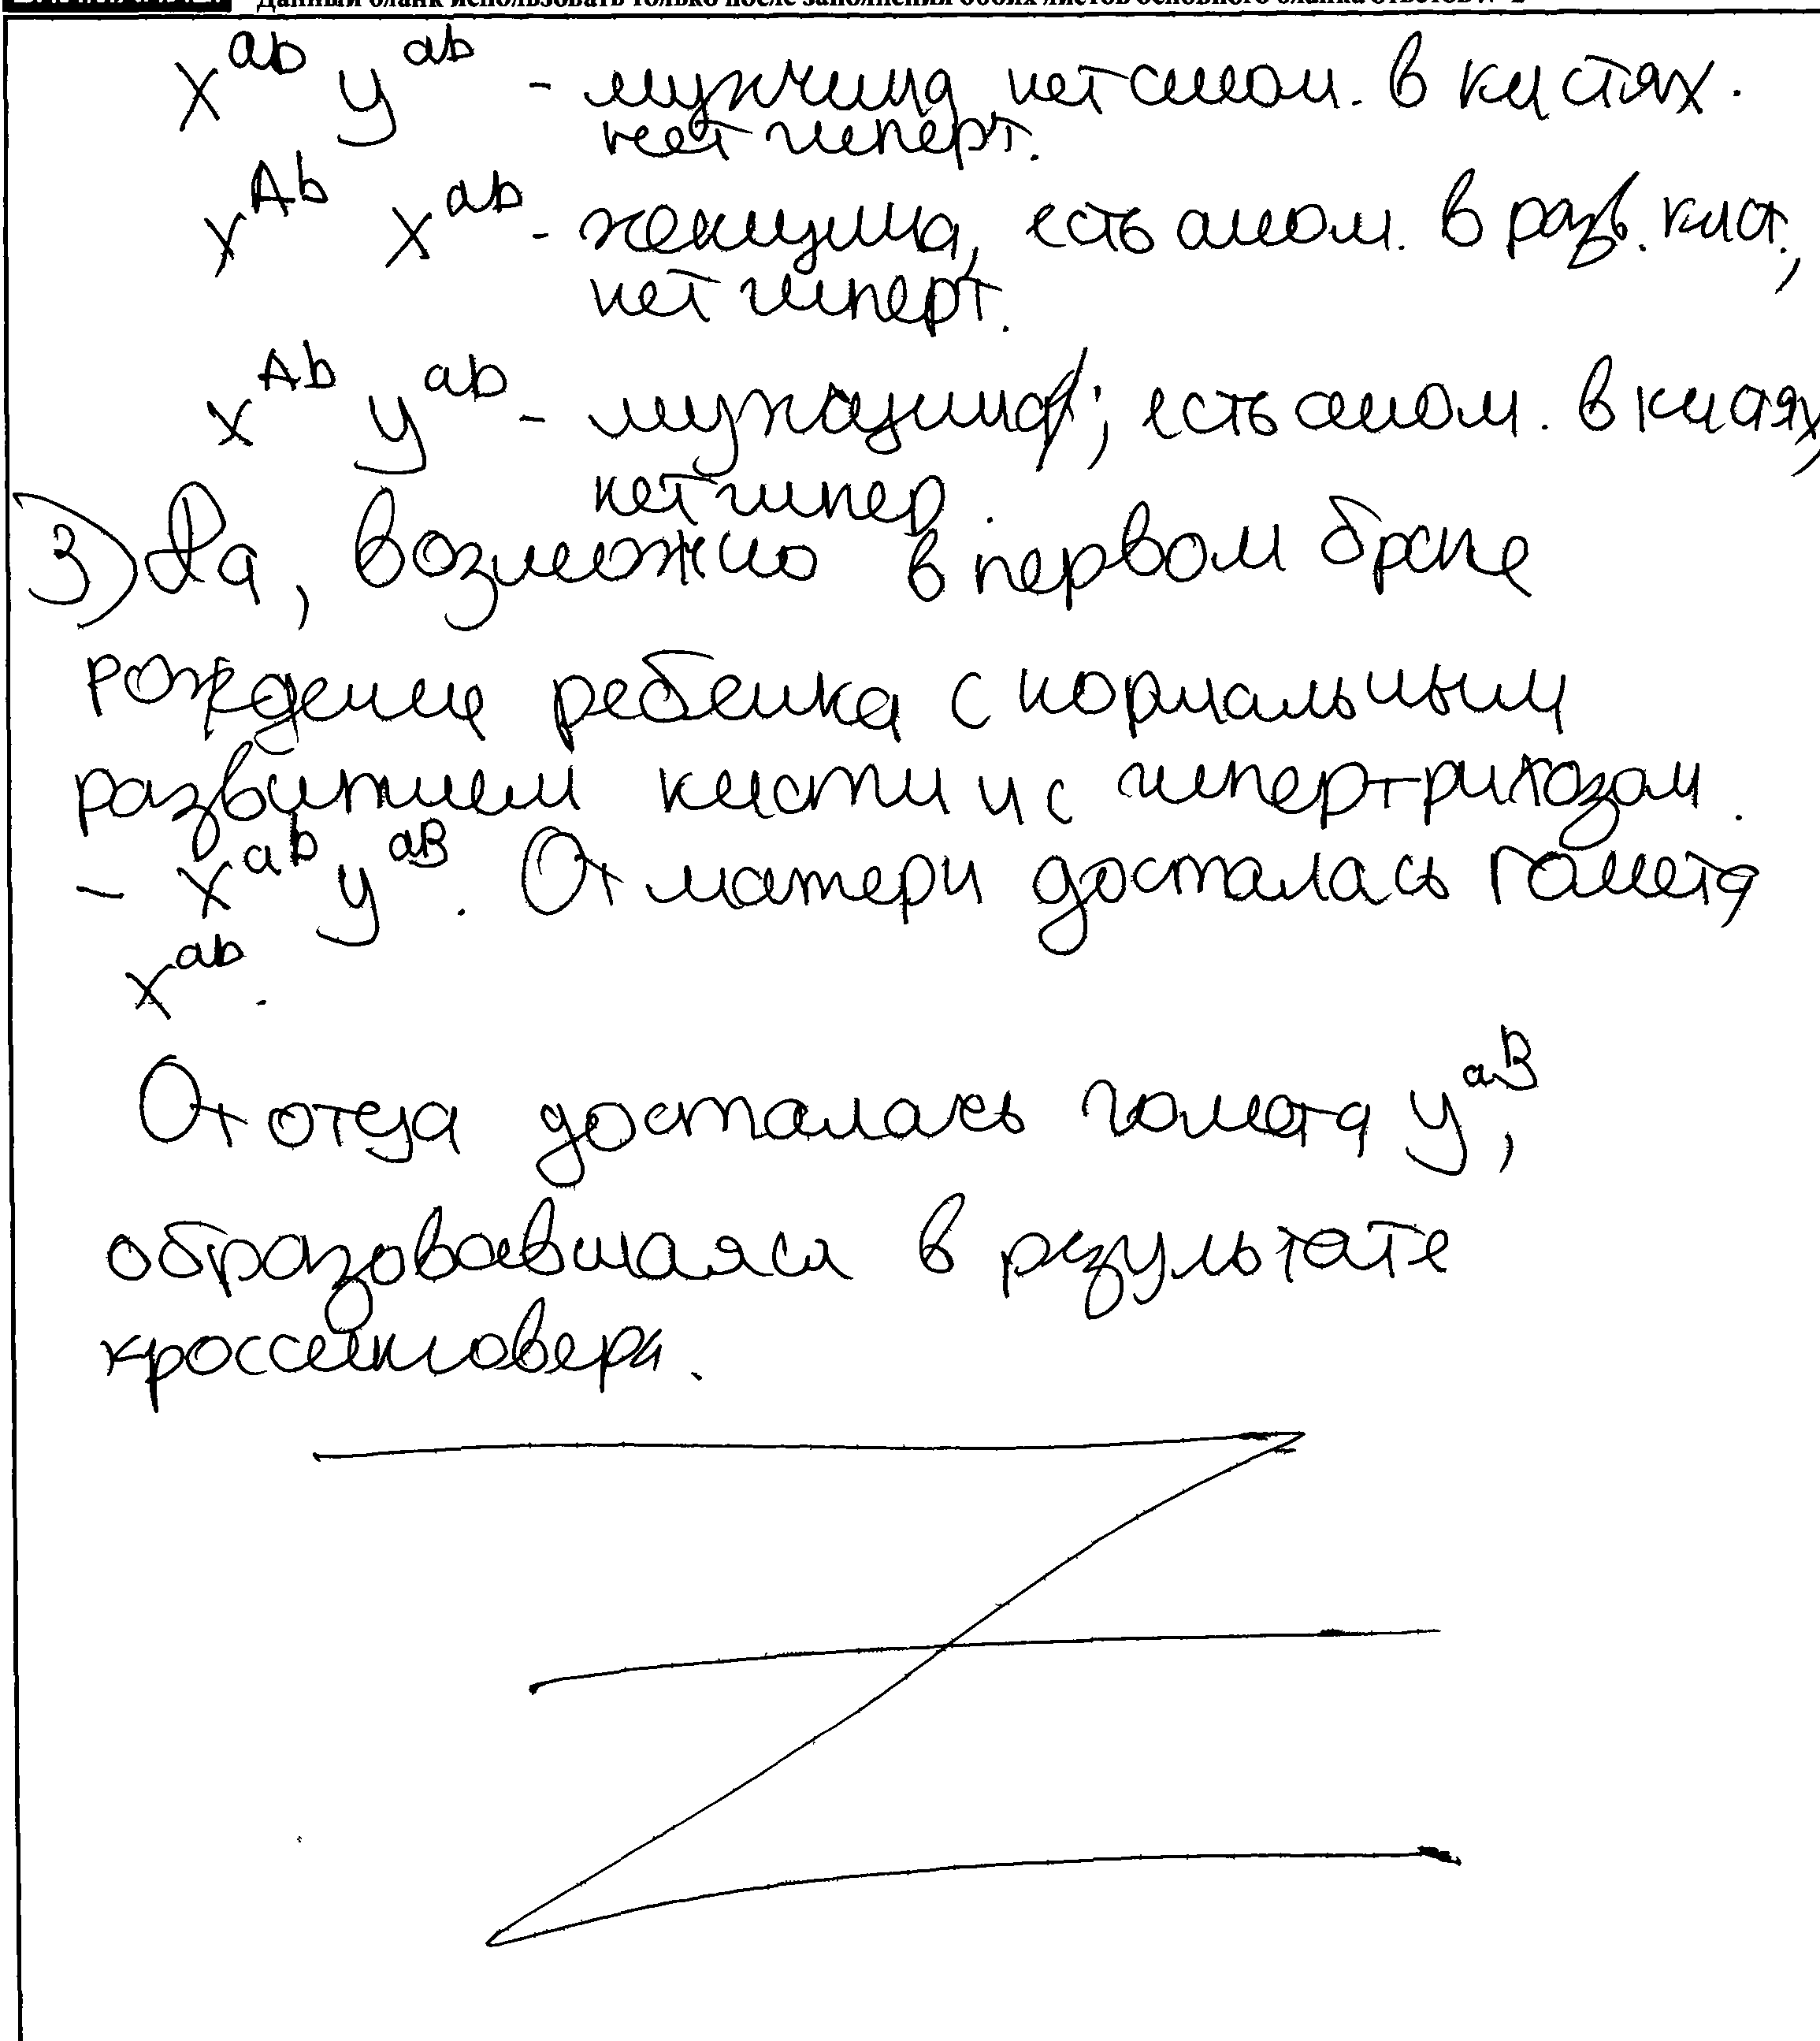 Данный бланк использовать только после заполнения обоих листов основного бланка ответов № 2
X^ab У^ab - мужчина, нет аном. в кистях.
нет гиперт.
X^Ab X^ab - женщина, есть аном. в разв. кист.,
нет гиперт.
X^Ab У^ab - мужчина; есть аном. в кистях,
нет гипер.
3) Да, возможно в первом браке
рождение ребенка с нормальным
развитием кисти и с гипертрихозом.
- X^ab У^aB. От матери досталась гамета
X^ab.
От отца досталась гамета У^aB,
образовавшаяся в результате
кроссинговера.